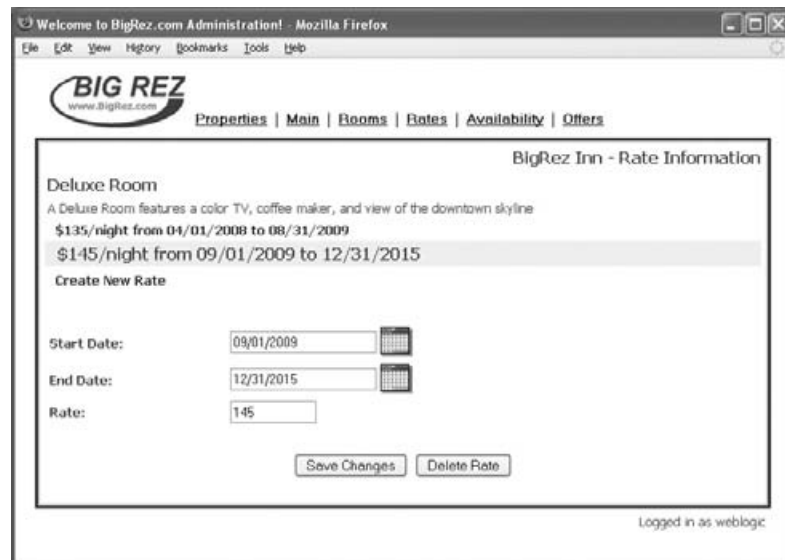 Welcome to BigRez.com Administration! - Mozilla Firefox
File Edit View History Bookmarks Tools Help
BIG REZ
www.BigRez.com
Properties | Main | Rooms | Rates | Availability | Offers
BigRez Inn - Rate Information
Deluxe Room
A Deluxe Room features a color TV, coffee maker, and view of the downtown skyline
$135/night from 04/01/2008 to 08/31/2009
$145/night from 09/01/2009 to 12/31/2015
Create New Rate
Start Date: 09/01/2009
End Date: 12/31/2015
Rate: 145
Save Changes Delete Rate
Logged in as weblogic